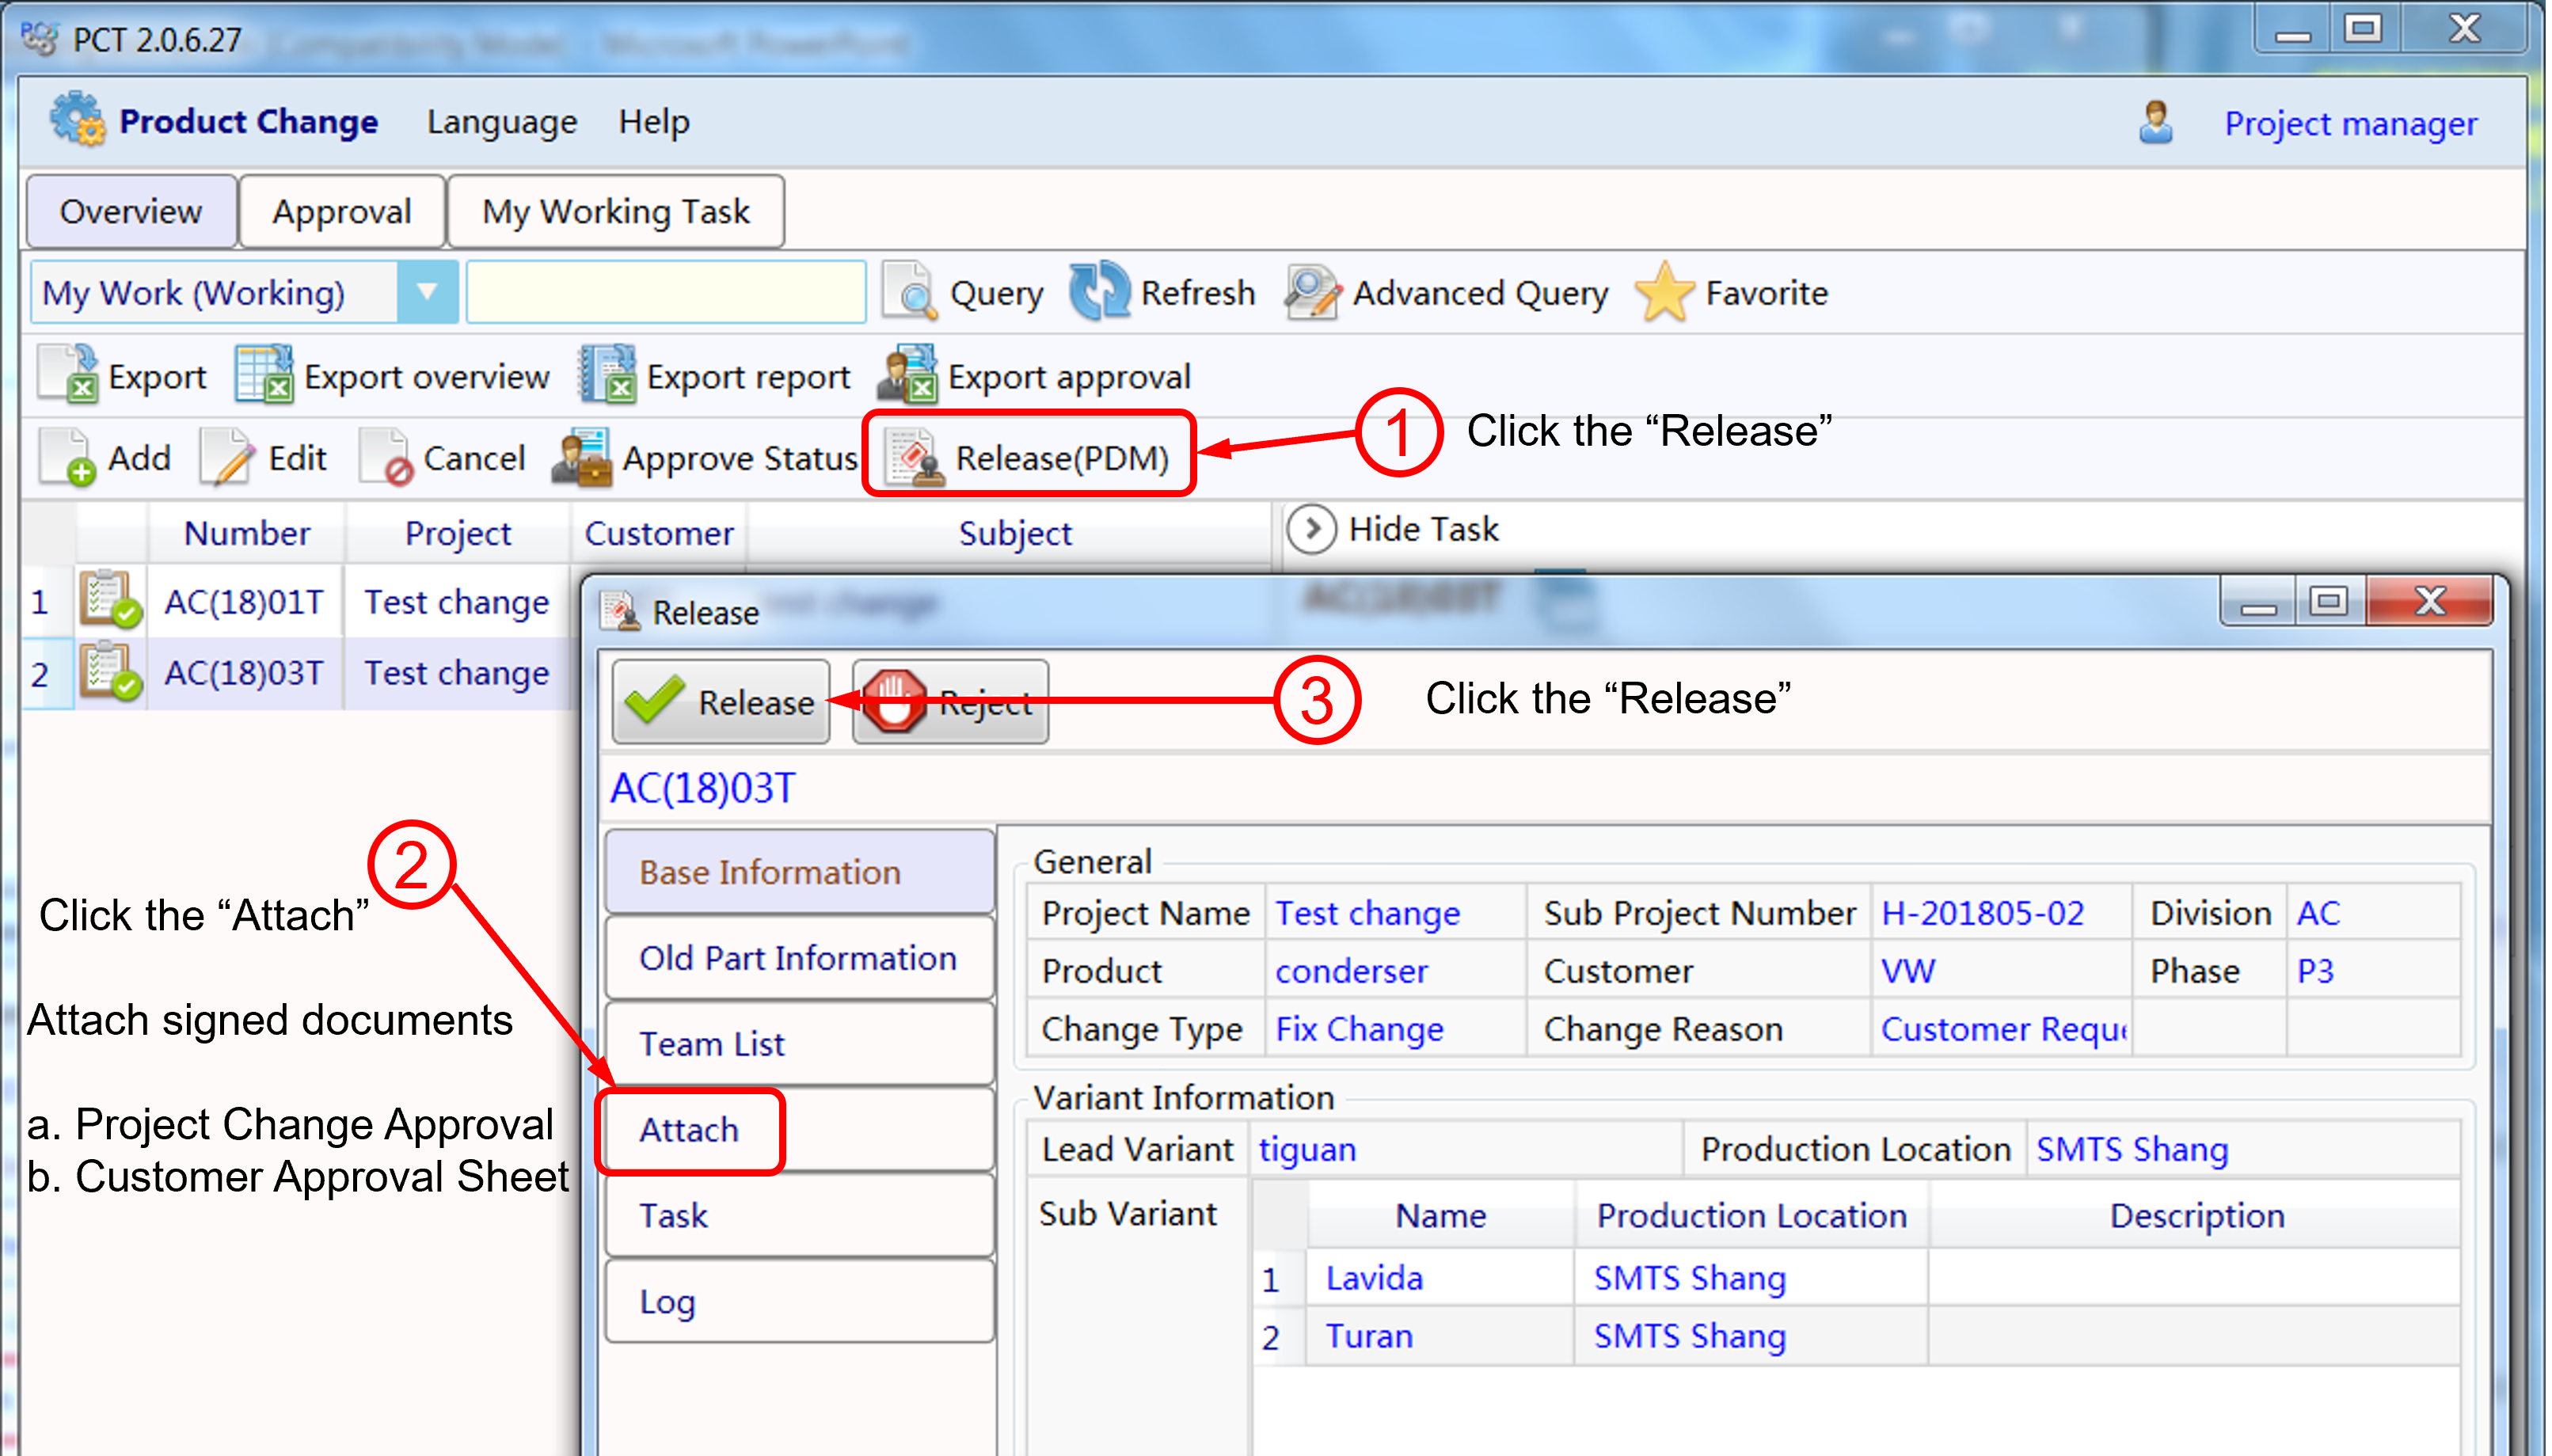 PCT 2.0.6.27
Product Change Language Help Project manager
Overview Approval My Working Task
My Work (Working) Query Refresh Advanced Query Favorite
Export Export overview Export report Export approval
Add Edit Cancel Approve Status Release(PDM) 1 Click the “Release”
Number Project Customer Subject Hide Task
1 AC(18)01T Test change
2 AC(18)03T Test change
Release
Release Reject 3 Click the “Release”
AC(18)03T
2
Click the “Attach”
Attach signed documents
a. Project Change Approval
b. Customer Approval Sheet
Base Information
Old Part Information
Team List
Attach
Task
Log
General
Project Name Test change Sub Project Number H-201805-02 Division AC
Product conderser Customer VW Phase P3
Change Type Fix Change Change Reason Customer Reque
Variant Information
Lead Variant tiguan Production Location SMTS Shang
Sub Variant Name Production Location Description
1 Lavida SMTS Shang
2 Turan SMTS Shang